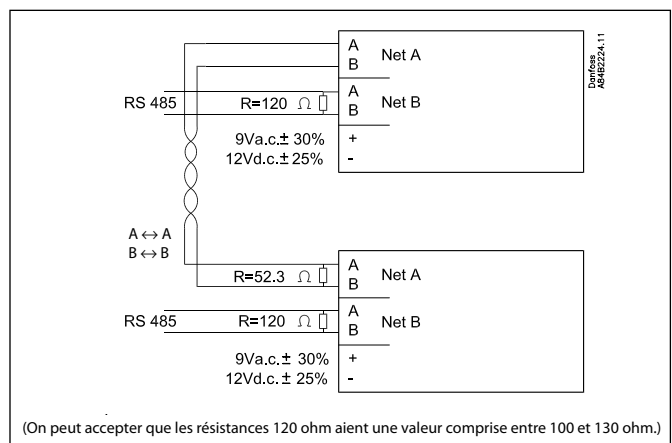 A
B
Net A
Danfoss
A84B2224.11
RS 485
R=120 Ω
A
B
Net B
9Va.c.± 30%
12Vd.c.± 25%
+
-
A ↔ A
B ↔ B
R=52.3 Ω
A
B
Net A
RS 485
R=120 Ω
A
B
Net B
9Va.c.± 30%
12Vd.c.± 25%
+
-
(On peut accepter que les résistances 120 ohm aient une valeur comprise entre 100 et 130 ohm.)